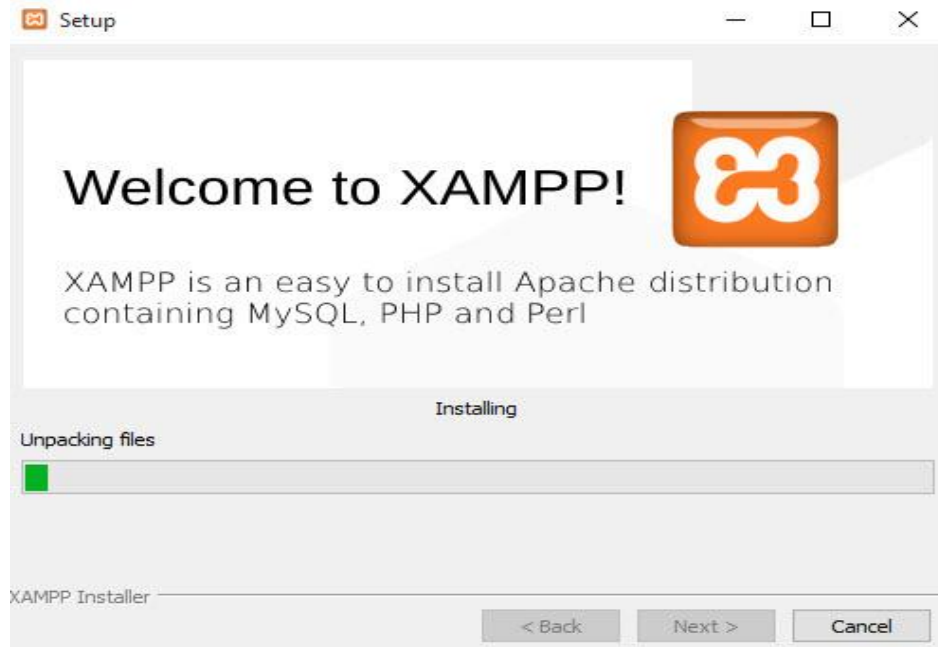 Setup
Welcome to XAMPP!
XAMPP is an easy to install Apache distribution
containing MySQL, PHP and Perl
Installing
Unpacking files
XAMPP Installer
< Back
Next >
Cancel